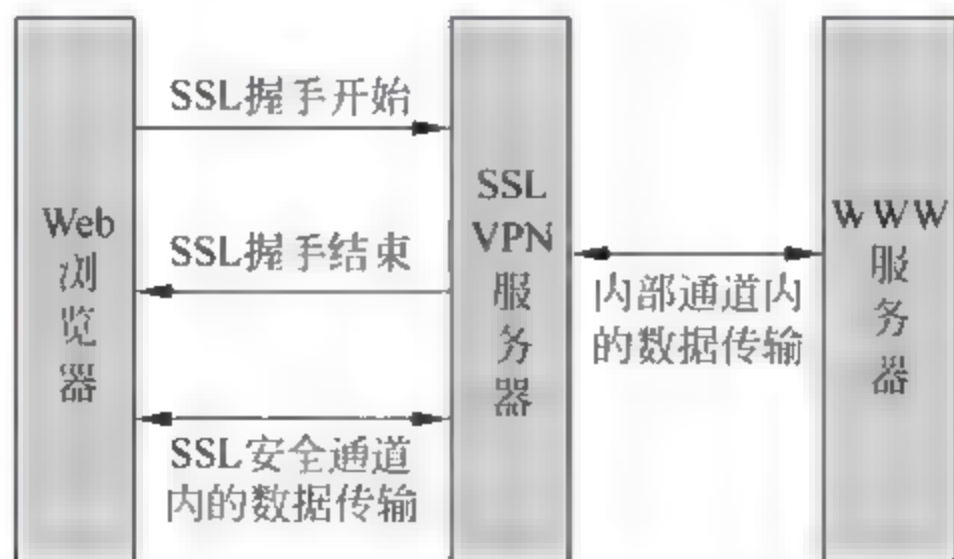 Web
浏
览
器
SSL握手开始
SSL握手结束
SSL安全通道
内的数据传输
SSL
VPN
服
务
器
内部通道内
的数据传输
WWW
服
务
器